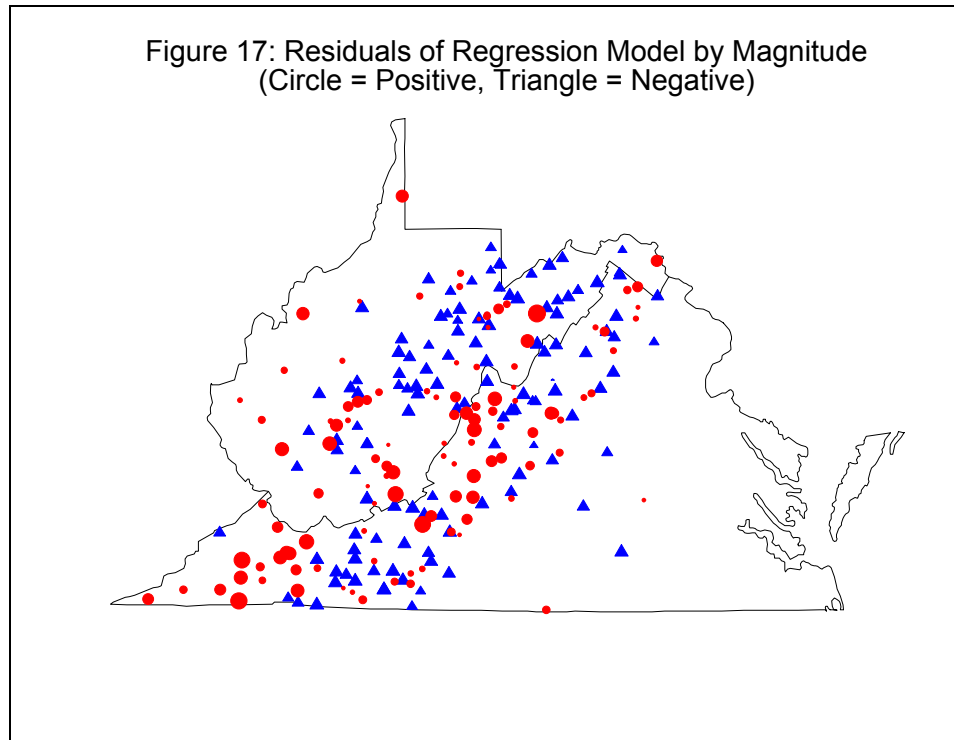 Figure 17: Residuals of Regression Model by Magnitude
(Circle = Positive, Triangle = Negative)